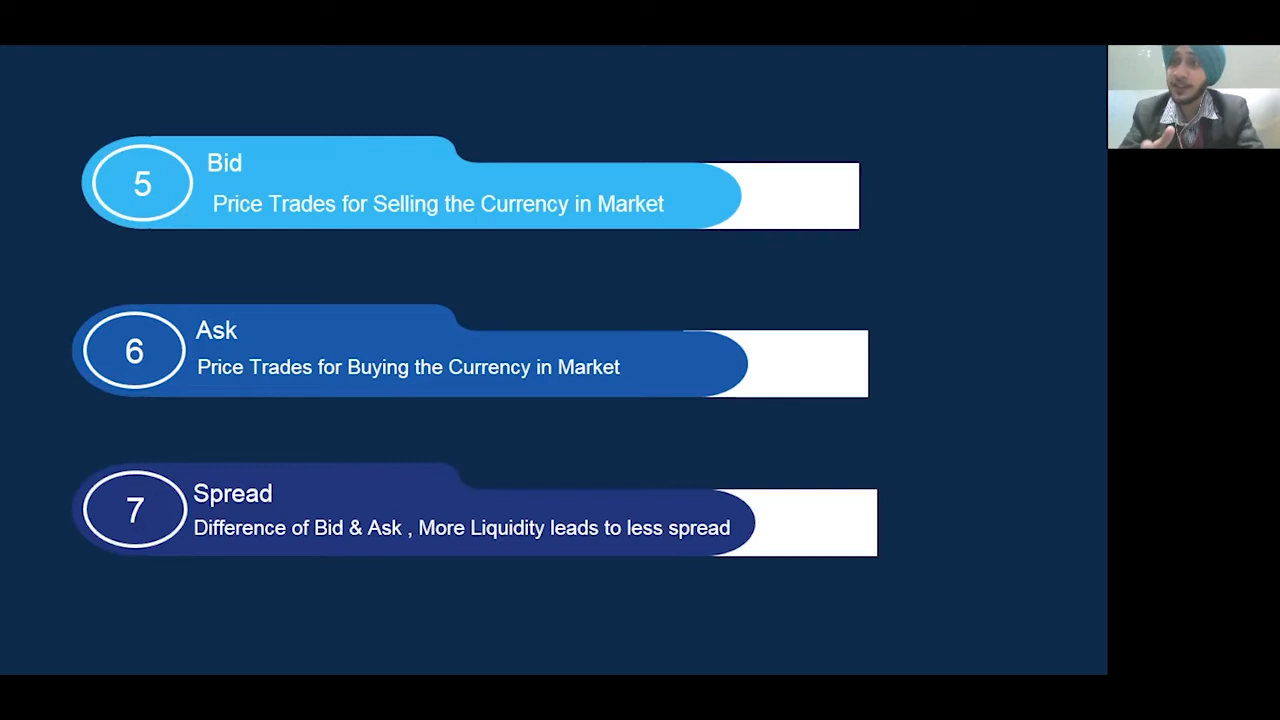 5
Bid
Price Trades for Selling the Currency in Market
6
Ask
Price Trades for Buying the Currency in Market
7
Spread
Difference of Bid & Ask , More Liquidity leads to less spread